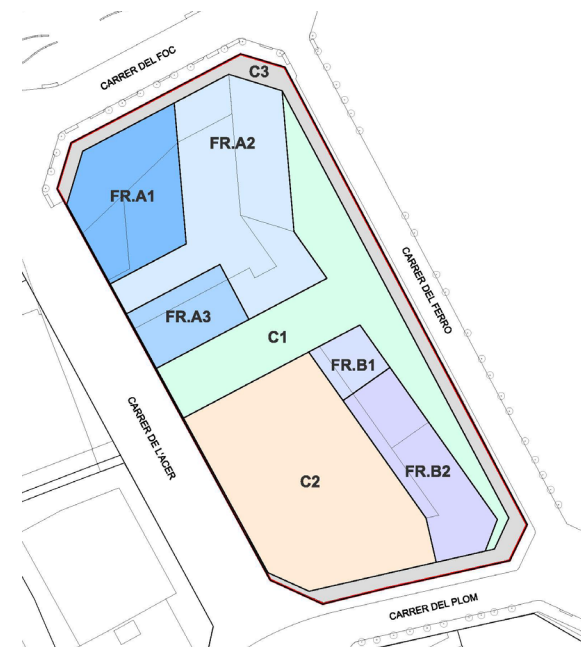 CARRER DEL FOC
C3
FR.A2
FR.A1
CARRER DEL FERRO
FR.A3
C1
FR.B1
CARRER DE L'ACER
FR.B2
C2
CARRER DEL PLOM